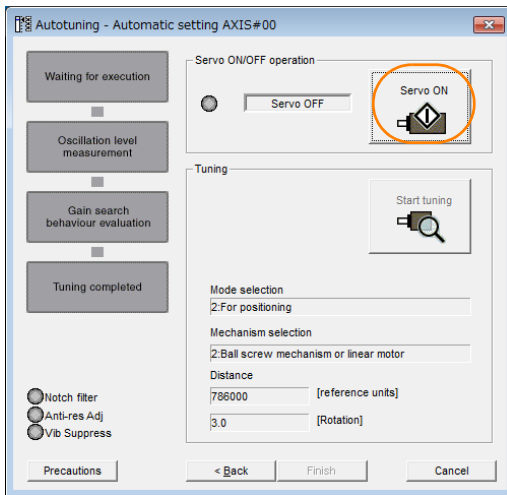 Autotuning - Automatic setting AXIS#00
Waiting for execution
Oscillation level
measurement
Gain search
behaviour evaluation
Tuning completed
Notch filter
Anti-res Adj
Vib Suppress
Servo ON/OFF operation
Servo OFF
Servo ON
Tuning
Start tuning
Mode selection
2:For positioning
Mechanism selection
2:Ball screw mechanism or linear motor
Distance
786000 [reference units]
3.0 [Rotation]
Precautions
< Back
Finish
Cancel